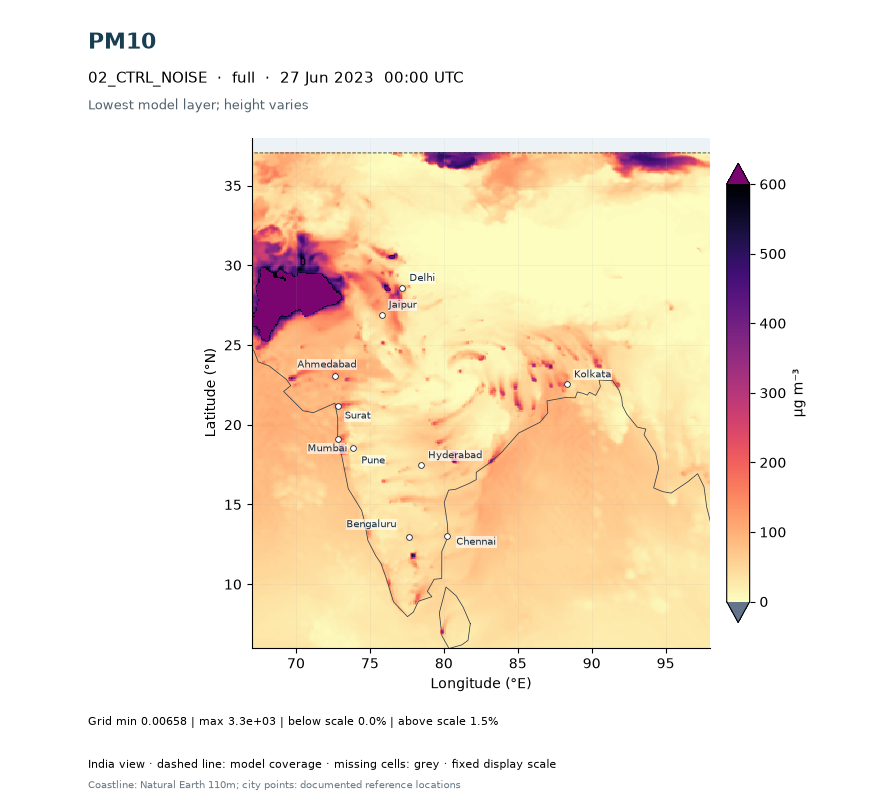 PM10
02_CTRL_NOISE · full · 27 Jun 2023 00:00 UTC
Lowest model layer; height varies
35
30
25
20
15
10
70
75
80
85
90
95
Latitude (°N)
Longitude (°E)
Delhi
Jaipur
Ahmedabad
Kolkata
Surat
Mumbai
Pune
Hyderabad
Bengaluru
Chennai
600
500
400
300
200
100
0
µg m⁻³
Grid min 0.00658 | max 3.3e+03 | below scale 0.0% | above scale 1.5%
India view · dashed line: model coverage · missing cells: grey · fixed display scale
Coastline: Natural Earth 110m; city points: documented reference locations